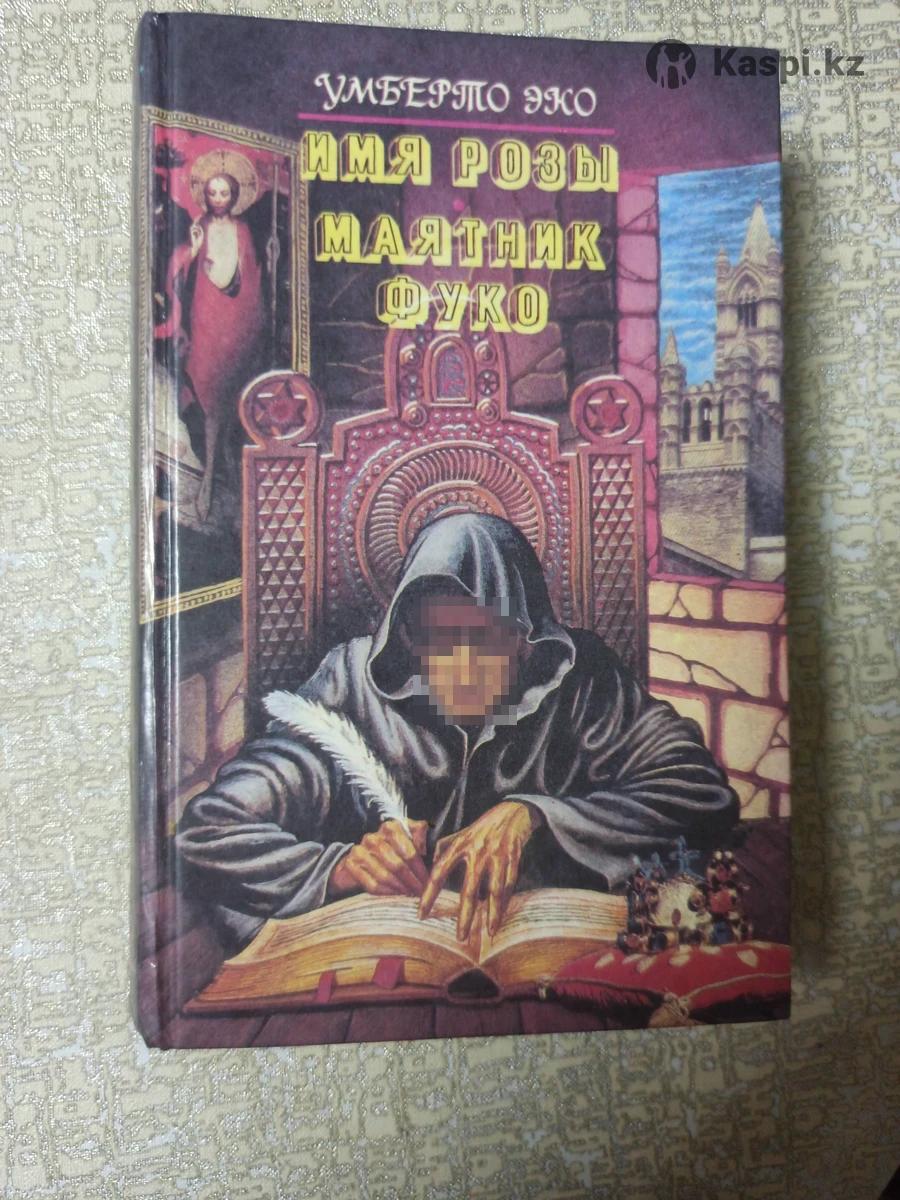 Kaspi.kz
УМБЕРТО ЭКО
ИМЯ РОЗЫ
МАЯТНИК
ФУКО